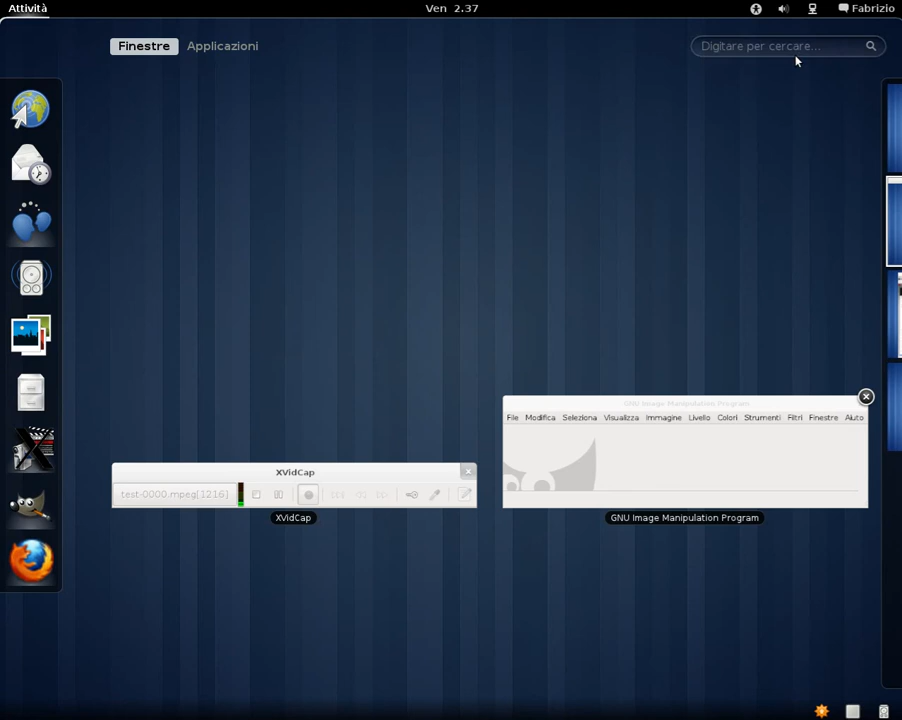 Attività
Ven 2.37
Fabrizio
Finestre Applicazioni
Digitare per cercare...
GNU Image Manipulation Program
File Modifica Seleziona Visualizza Immagine Livello Colori Strumenti Filtri Finestre Aiuto
XVidCap
test-0000.mpeg[1216]
XVidCap
GNU Image Manipulation Program